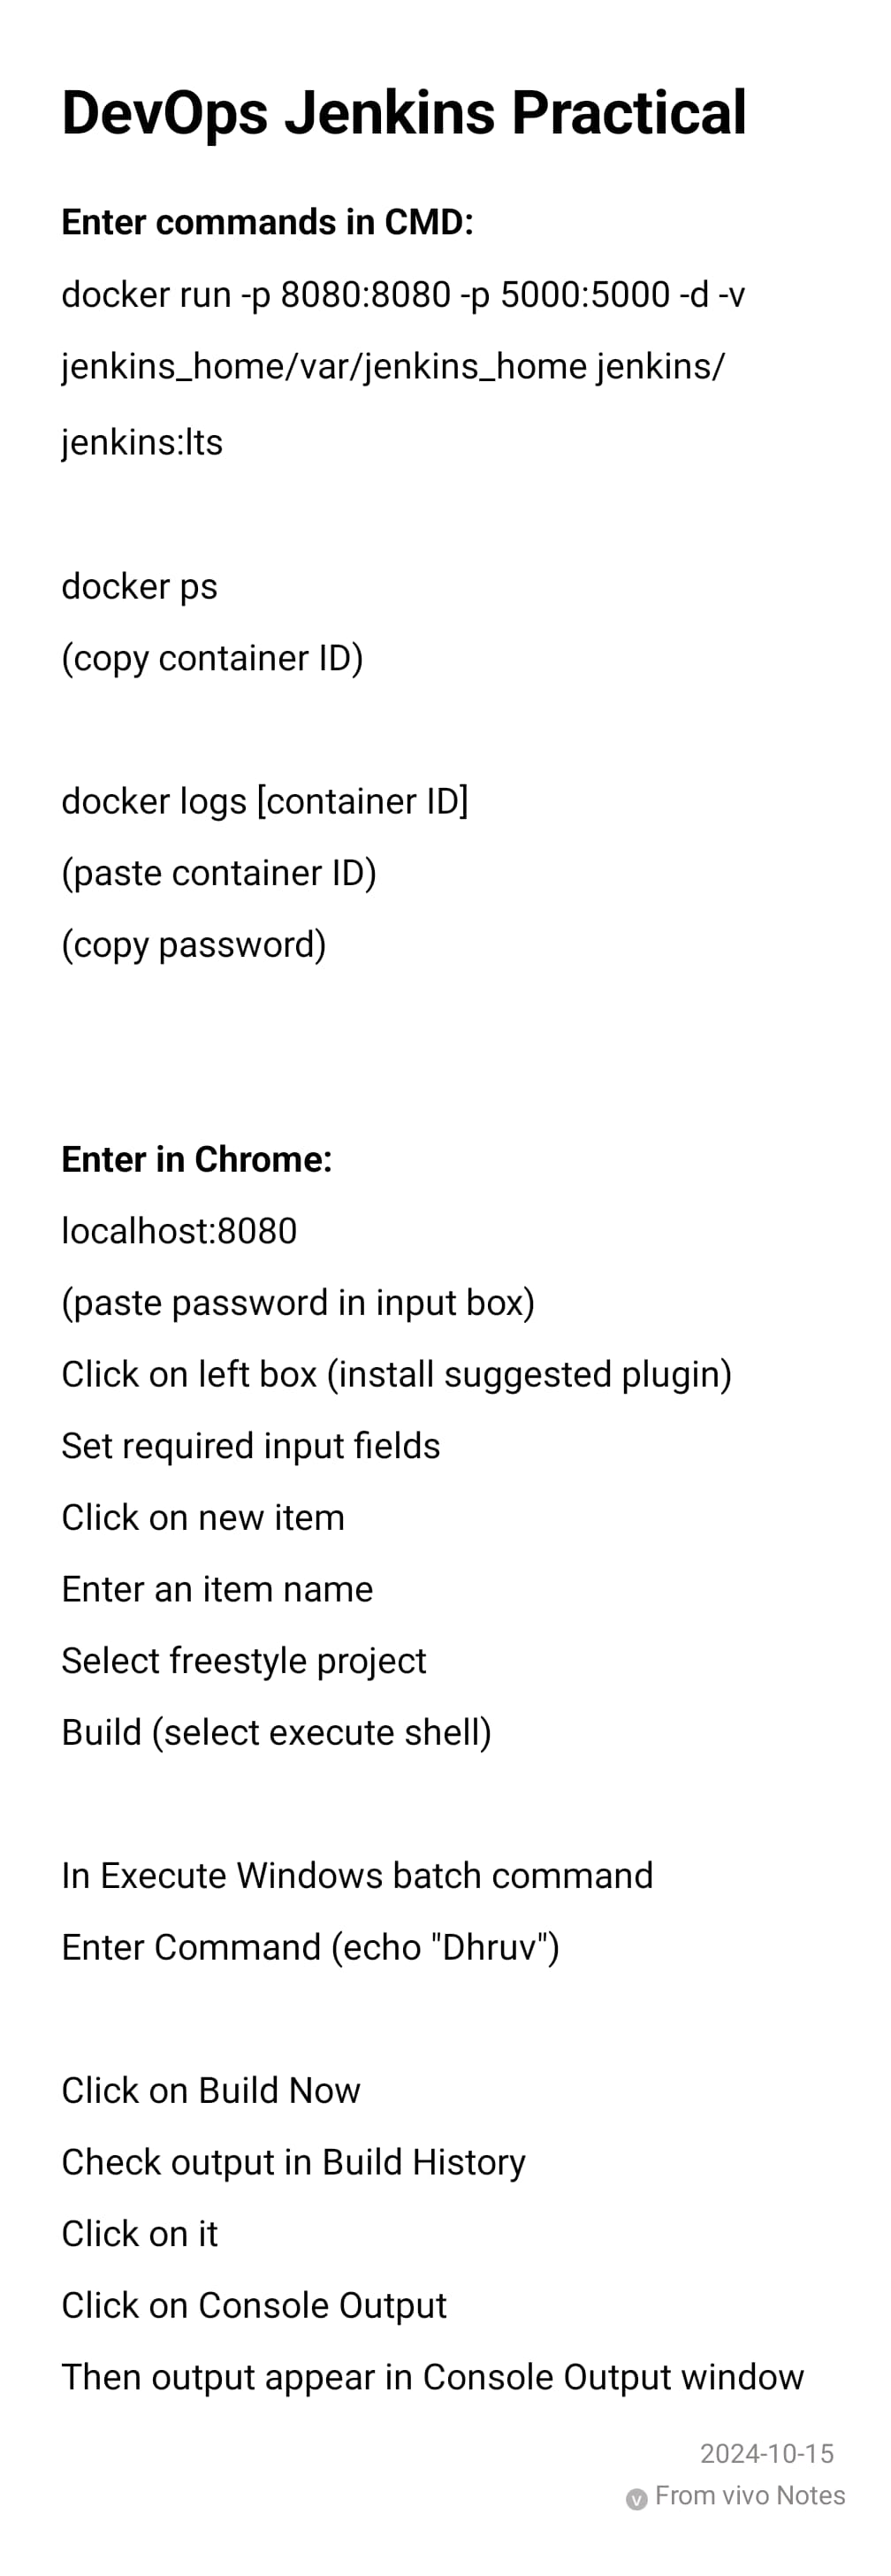 DevOps Jenkins Practical
Enter commands in CMD:
docker run -p 8080:8080 -p 5000:5000 -d -v
jenkins_home/var/jenkins_home jenkins/
jenkins:lts
docker ps
(copy container ID)
docker logs [container ID]
(paste container ID)
(copy password)
Enter in Chrome:
localhost:8080
(paste password in input box)
Click on left box (install suggested plugin)
Set required input fields
Click on new item
Enter an item name
Select freestyle project
Build (select execute shell)
In Execute Windows batch command
Enter Command (echo "Dhruv")
Click on Build Now
Check output in Build History
Click on it
Click on Console Output
Then output appear in Console Output window
2024-10-15
V From vivo Notes